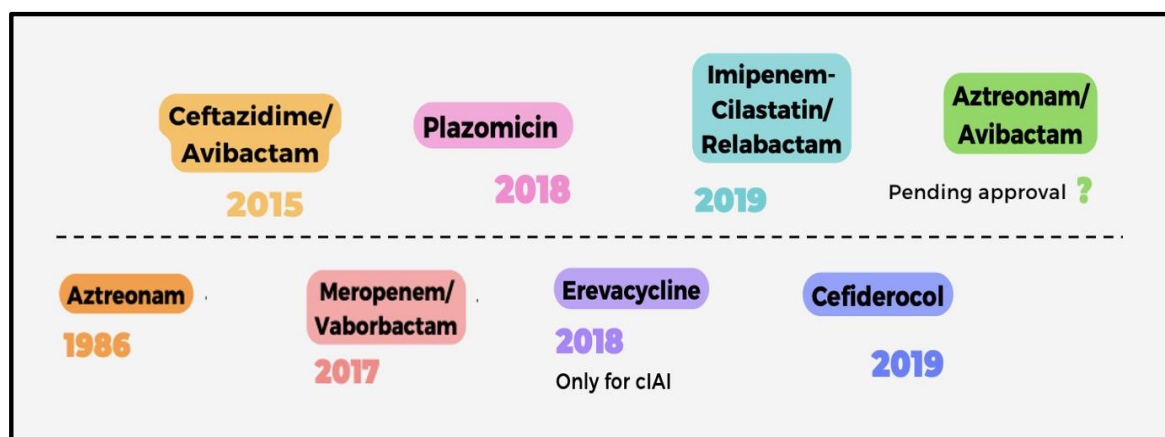 Ceftazidime/
Avibactam
2015
Plazomicin
2018
Imipenem-
Cilastatin/
Relabactam
2019
Aztreonam/
Avibactam
Pending approval ?
Aztreonam
1986
Meropenem/
Vaborbactam
2017
Erevacycline
2018
Only for cIAI
Cefiderocol
2019